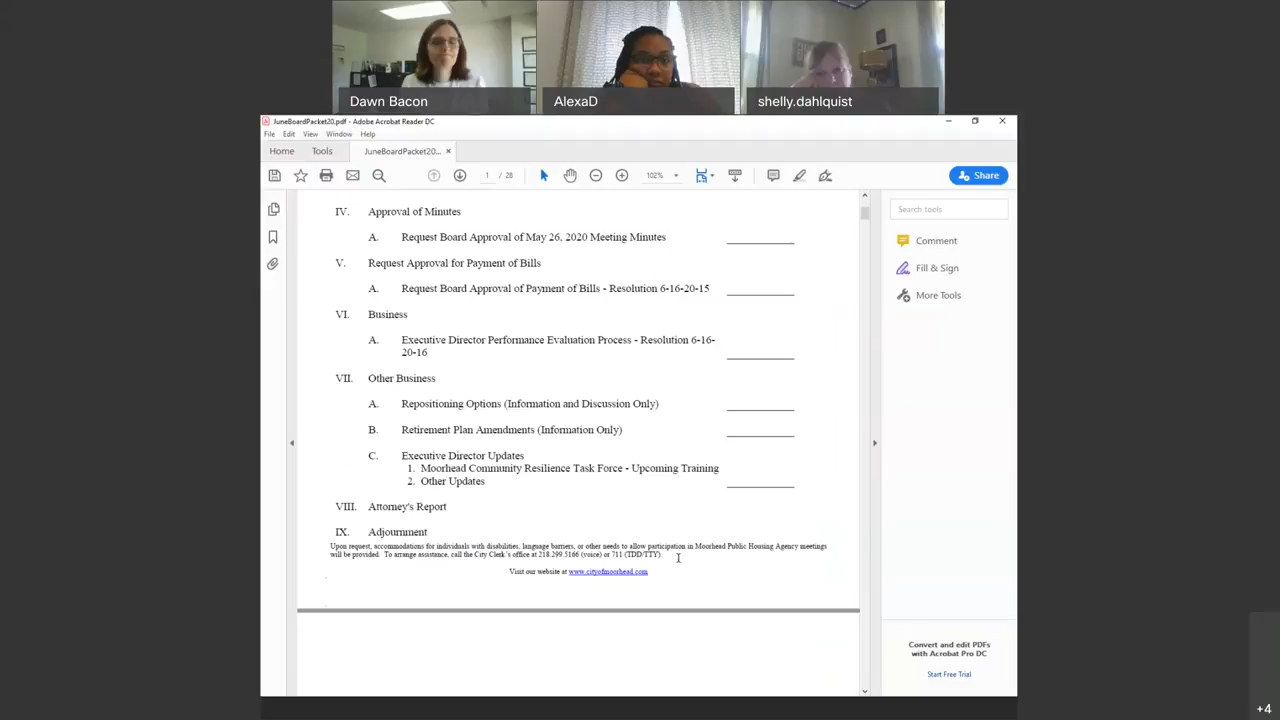 Dawn Bacon
AlexaD
shelly.dahlquist
JuneBoardPacket20.pdf - Adobe Acrobat Reader DC
File Edit View Window Help
Home Tools JuneBoardPacket20... ×
1 / 28 102% Share
Search tools
Comment
Fill & Sign
More Tools
IV. Approval of Minutes
A. Request Board Approval of May 26, 2020 Meeting Minutes
V. Request Approval for Payment of Bills
A. Request Board Approval of Payment of Bills - Resolution 6-16-20-15
VI. Business
A. Executive Director Performance Evaluation Process - Resolution 6-16-
20-16
VII. Other Business
A. Repositioning Options (Information and Discussion Only)
B. Retirement Plan Amendments (Information Only)
C. Executive Director Updates
1. Moorhead Community Resilience Task Force - Upcoming Training
2. Other Updates
VIII. Attorney's Report
IX. Adjournment
Upon request, accommodations for individuals with disabilities, language barriers, or other needs to allow participation in Moorhead Public Housing Agency meetings
will be provided. To arrange assistance, call the City Clerk's office at 218.299.5166 (voice) or 711 (TDD/TTY).
Visit our website at www.cityofmoorhead.com
Convert and edit PDFs
with Acrobat Pro DC
Start Free Trial
+4